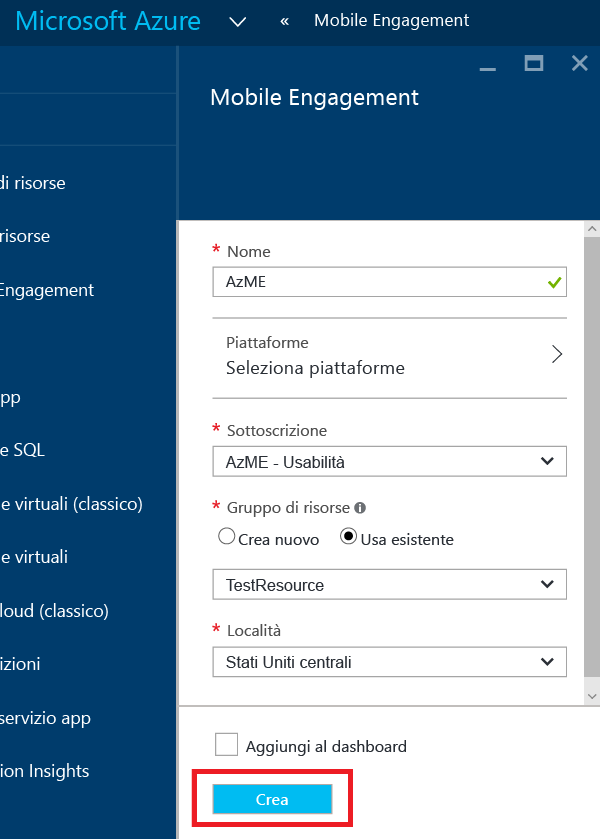 Microsoft Azure « Mobile Engagement
Mobile Engagement
di risorse
risorse
Engagement
pp
e SQL
e virtuali (classico)
e virtuali
loud (classico)
izioni
servizio app
ion Insights
* Nome
AzME
Piattaforme
Seleziona piattaforme
* Sottoscrizione
AzME - Usabilità
* Gruppo di risorse
Crea nuovo Usa esistente
TestResource
* Località
Stati Uniti centrali
Aggiungi al dashboard
Crea